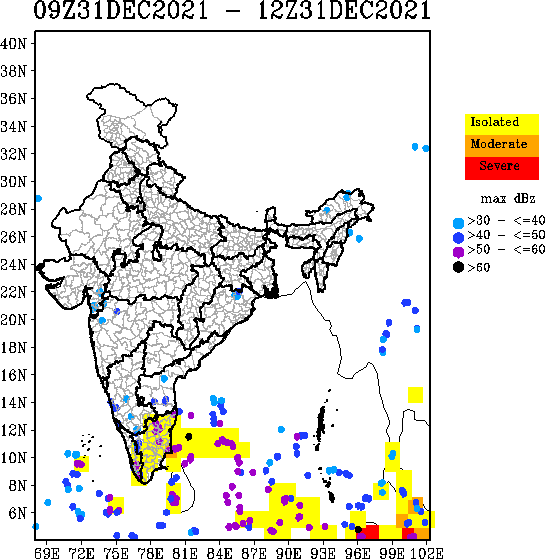 09Z31DEC2021 - 12Z31DEC2021
40N
38N
36N
34N
32N
30N
28N
26N
24N
22N
20N
18N
16N
14N
12N
10N
8N
6N
69E 72E 75E 78E 81E 84E 87E 90E 93E 96E 99E 102E
Isolated
Moderate
Severe
max dBz
>30 - <=40
>40 - <=50
>50 - <=60
>60